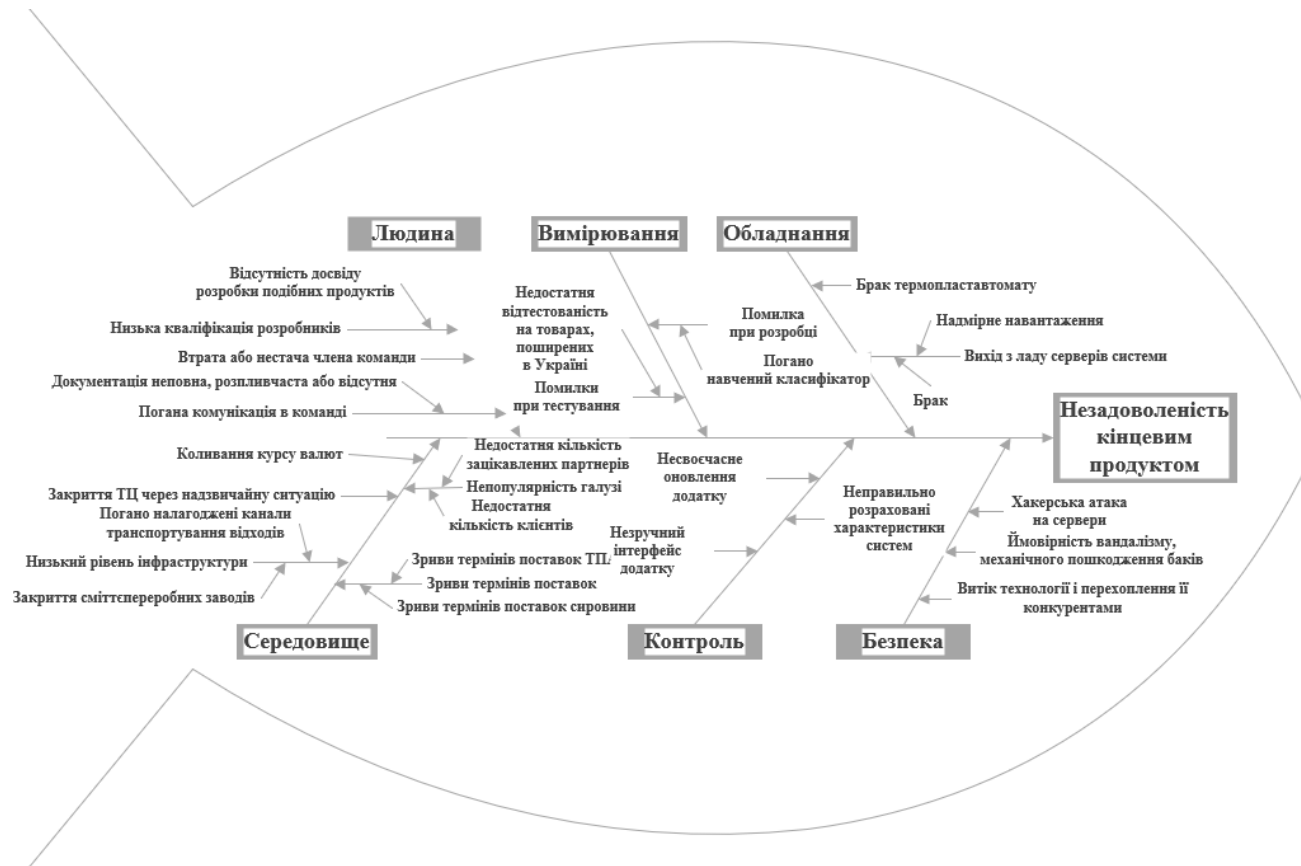 Людина
Вимірювання
Обладнання
Відсутність досвіду
розробки подібних продуктів
Низька кваліфікація розробників
Втрата або нестача члена команди
Документація неповна, розпливчаста або відсутня
Погана комунікація в команді
Недостатня
відтестованість
на товарах,
поширених
в Україні
Помилки
при тестування
Помилка
при розробці
Погано
навчений класифікатор
Брак термопластавтомату
Надмірне навантаження
Вихід з ладу серверів системи
Брак
Незадоволеність
кінцевим
продуктом
Коливання курсу валют
Закриття ТЦ через надзвичайну ситуацію
Погано налагоджені канали
транспортування відходів
Низький рівень інфраструктури
Закриття сміттєпереробних заводів
Недостатня кількість
зацікавлених партнерів
Непопулярність галузі
Недостатня
кількість клієнтів
Зриви термінів поставок
Зриви термінів поставок
Зриви термінів поставок сировини
Несвоєчасне
оновлення
додатку
Незручний
інтерфейс
додатку
Неправильно
розраховані
характеристики
систем
Хакерська атака
на сервери
Ймовірність вандалізму,
механічного пошкодження баків
Витік технології і перехоплення її
конкурентами
Середовище
Контроль
Безпека